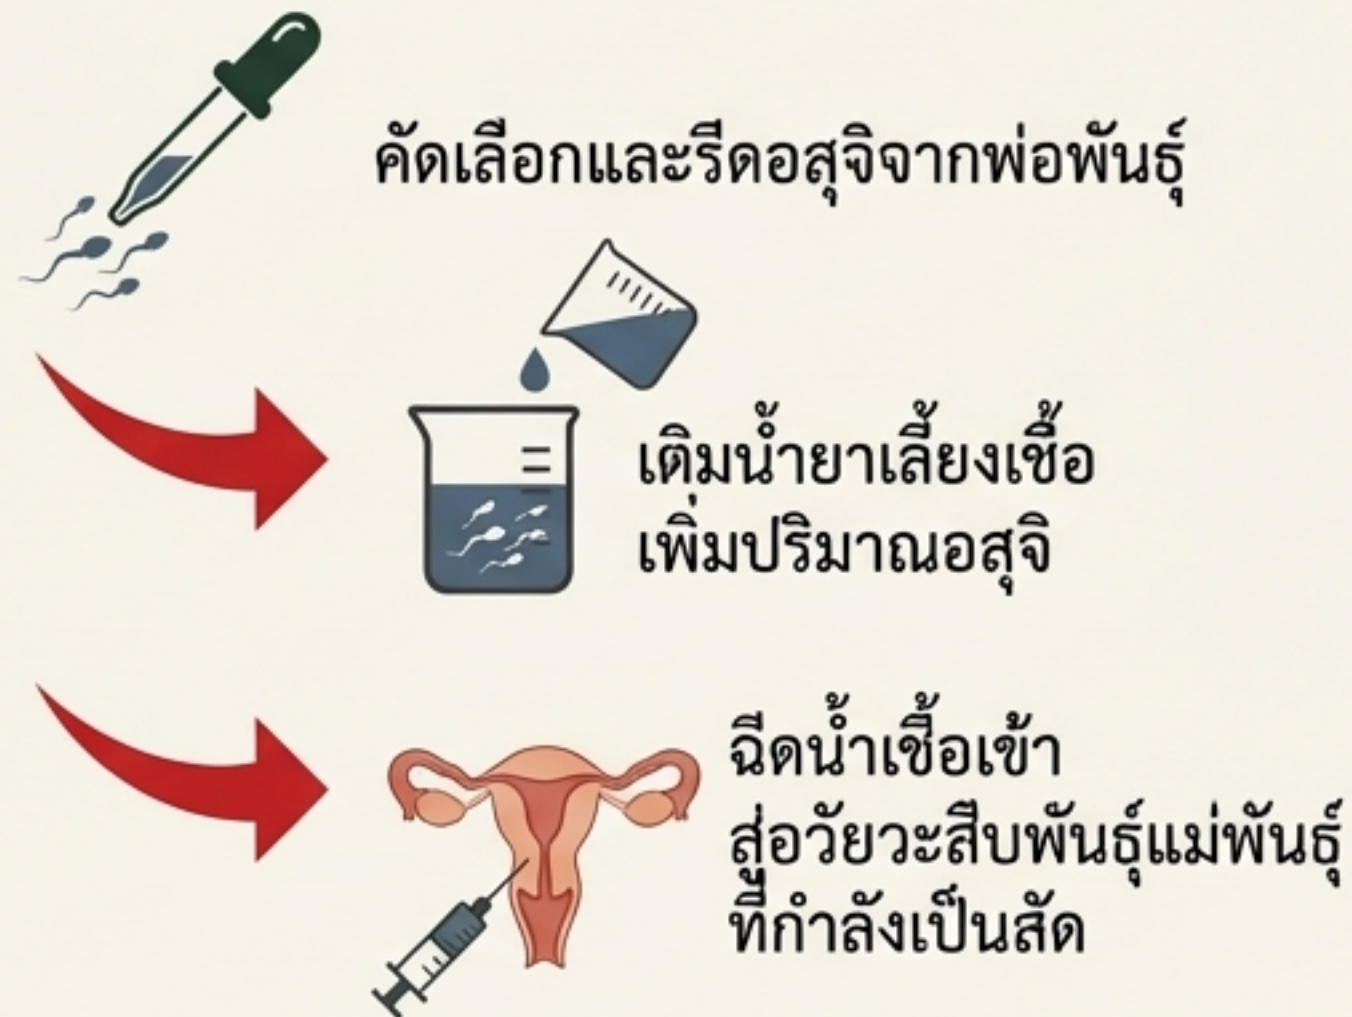 คัดเลือกและรีดอสุจิจากพ่อพันธุ์
เติมน้ำยาเลี้ยงเชื้อ
เพิ่มปริมาณอสุจิ
ฉีดน้ำเชื้อเข้า
สู่อวัยวะสืบพันธุ์แม่พันธุ์
ที่กำลังเป็นสัด